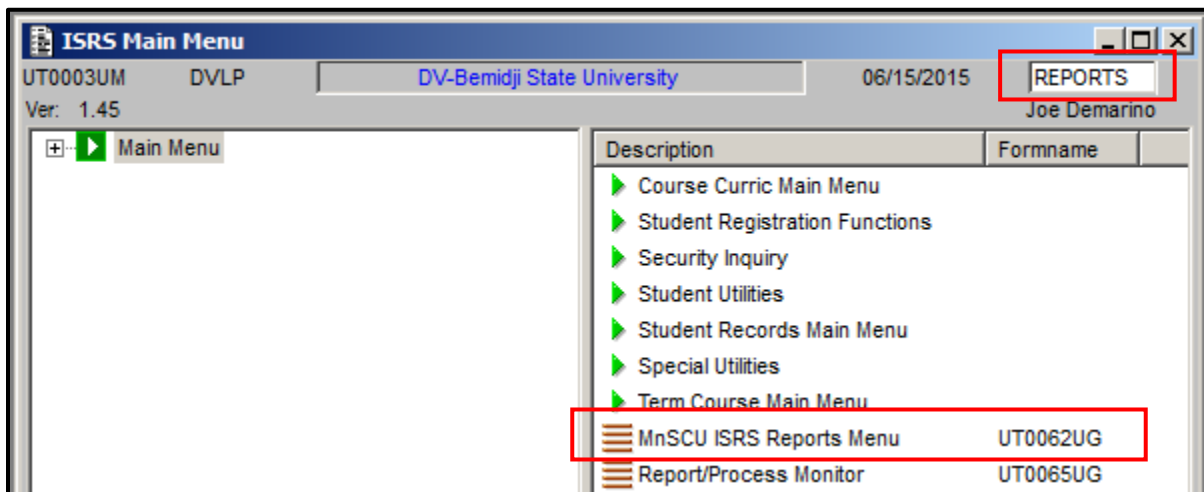 ISRS Main Menu
UT0003UM DVLP DV-Bemidji State University 06/15/2015 REPORTS
Ver: 1.45 Joe Demarino
Main Menu
Description Formname
Course Curric Main Menu
Student Registration Functions
Security Inquiry
Student Utilities
Student Records Main Menu
Special Utilities
Term Course Main Menu
MnSCU ISRS Reports Menu UT0062UG
Report/Process Monitor UT0065UG